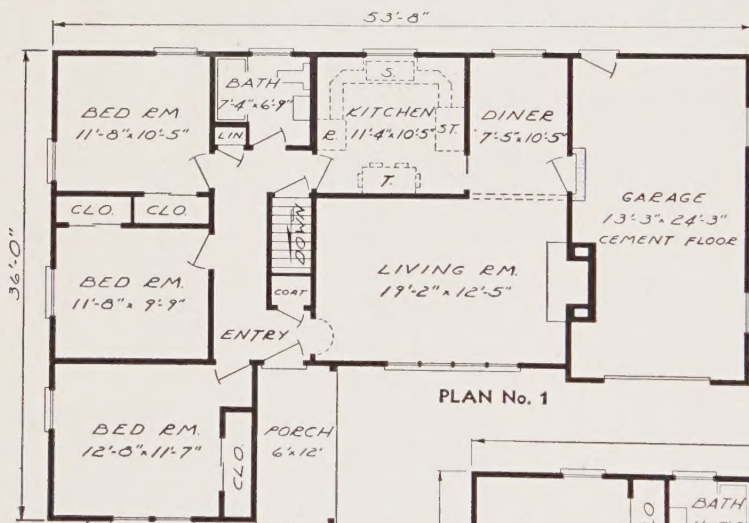 53'-8"
BATH
7'-4" x 6'-9"
S.
BED RM.
11'-8" x 10'-5"
KITCHEN
11'-4" x 10'-5"
DINER
7'-5" x 10'-5"
LIN
R.
ST.
T.
GARAGE
13'-3" x 24'-3"
CEMENT FLOOR
CLO.
CLO.
DOWN
36'-0"
BED RM.
11'-8" x 9'-9"
LIVING RM.
19'-2" x 12'-5"
COAT
ENTRY
PLAN No. 1
BED RM.
12'-8" x 11'-7"
CLO.
PORCH
6' x 12'
BATH